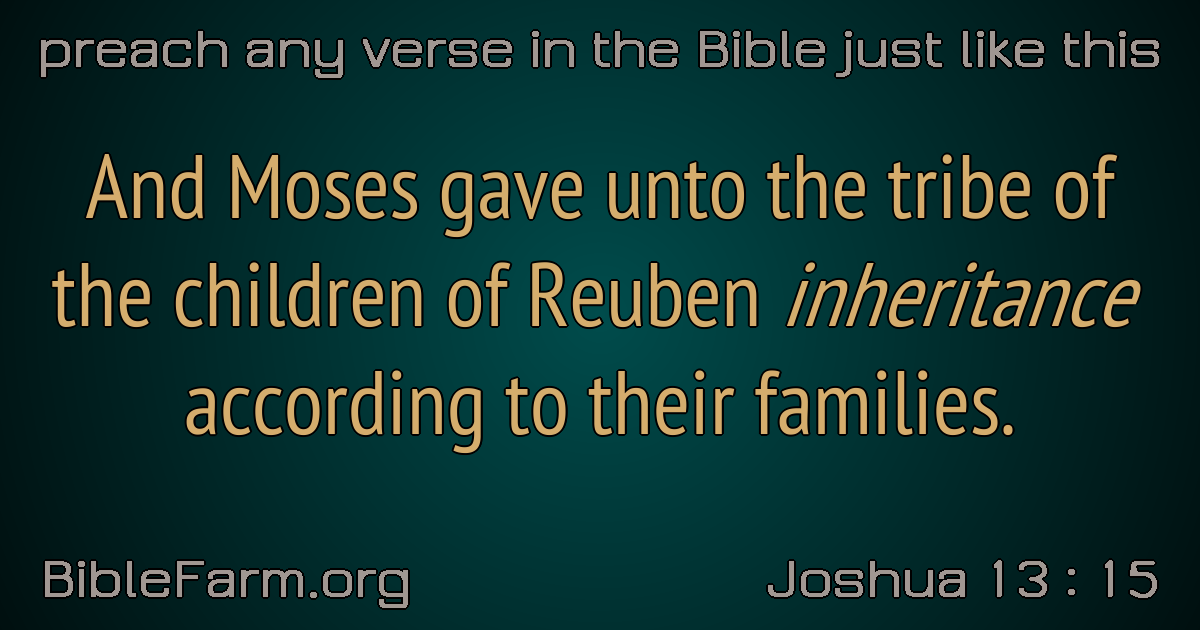 preach any verse in the Bible just like this
And Moses gave unto the tribe of
the children of Reuben inheritance
according to their families.
BibleFarm.org
Joshua 13 : 15